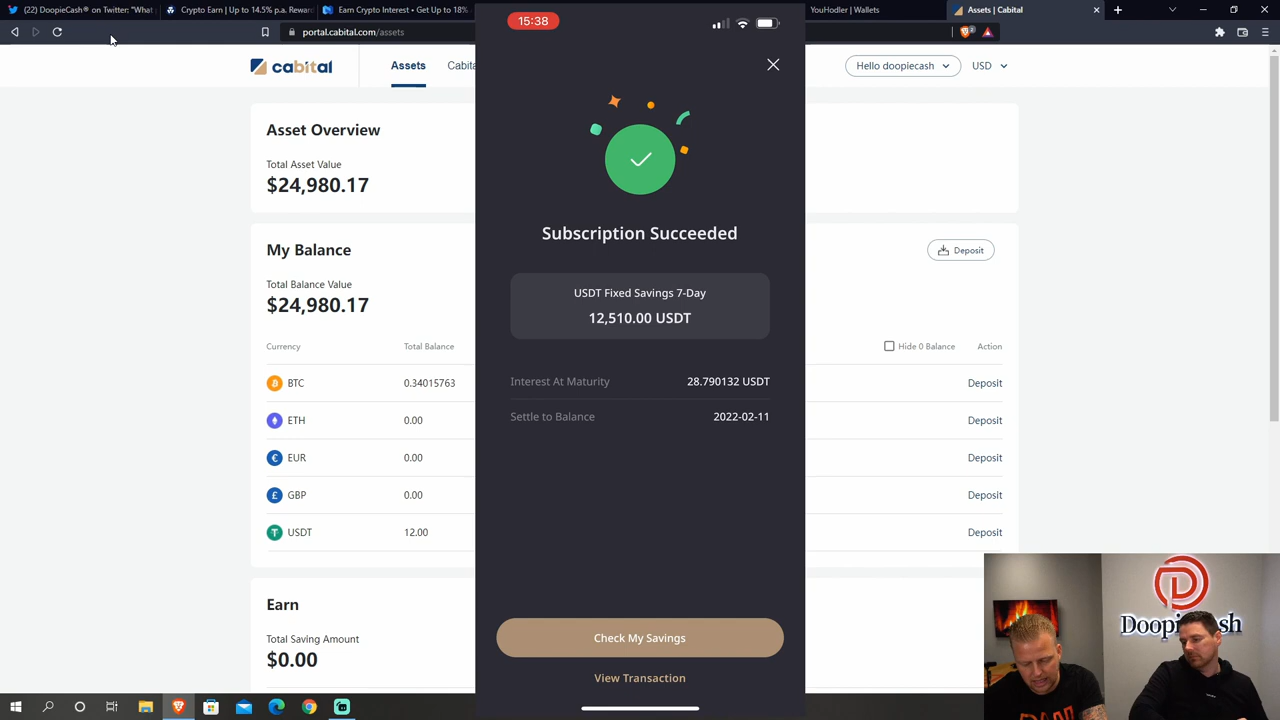 (22) DoopieCash® on Twitter: "What
Crypto Earn | Up to 14.5% p.a. Rewar
Earn Crypto Interest • Get Up to 18%
YouHodler | Wallets
Assets | Cabital
portal.cabital.com/assets
15:38
cabital
Assets
Cabita
Hello doopiecash
USD
Asset Overview
Total Asset Value
$24,980.17
My Balance
Deposit
Total Balance Value
$24,980.17
Currency
Total Balance
Hide 0 Balance
Action
BTC
0.34015763
Deposit
ETH
0.00
Deposit
EUR
0.00
Deposit
GBP
0.00
Deposit
USDT
12.00
Deposit
Earn
Total Saving Amount
$0.00
Subscription Succeeded
USDT Fixed Savings 7-Day
12,510.00 USDT
Interest At Maturity
28.790132 USDT
Settle to Balance
2022-02-11
Check My Savings
View Transaction
DoopieCash